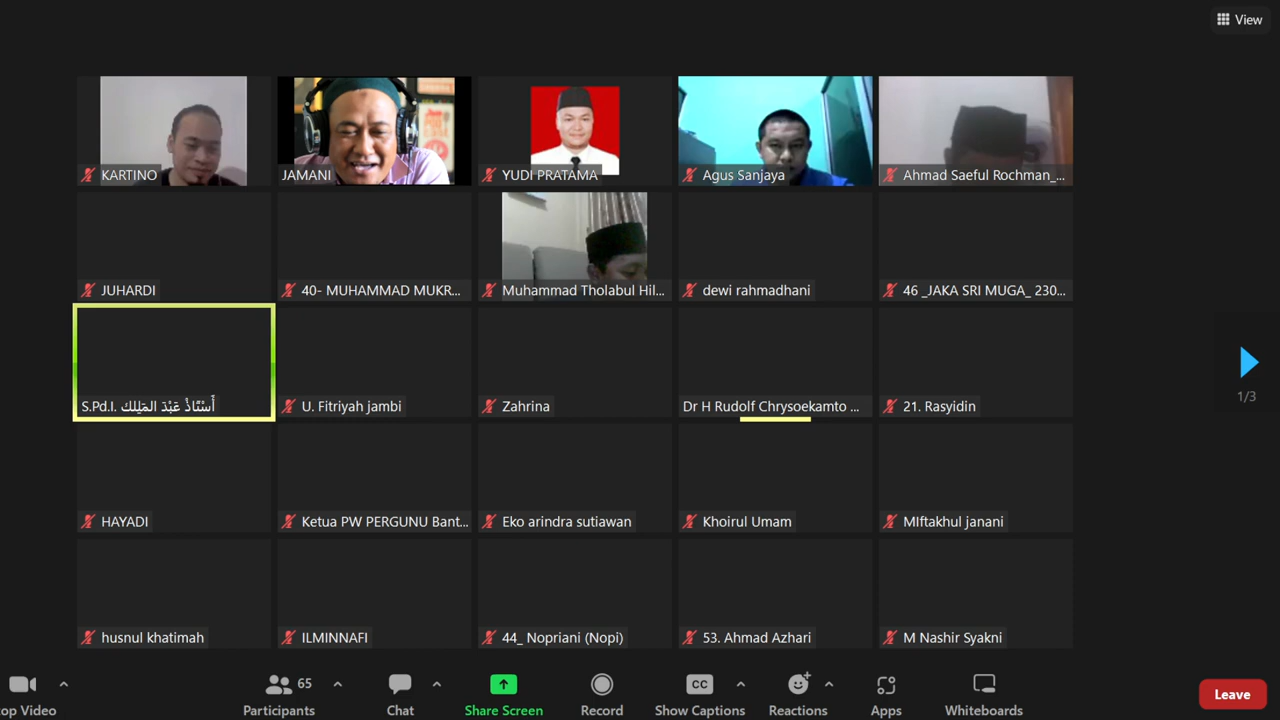 View
KARTINO
JAMANI
YUDI PRATAMA
Agus Sanjaya
Ahmad Saeful Rochman_...
JUHARDI
40- MUHAMMAD MUKR...
Muhammad Tholabul Hil...
dewi rahmadhani
46 _JAKA SRI MUGA_ 230...
S.Pd.I. أَسْتَاذْ عَبْدَ المَلِلك
U. Fitriyah jambi
Zahrina
Dr H Rudolf Chrysoekamto ...
21. Rasyidin
1/3
HAYADI
Ketua PW PERGUNU Bant...
Eko arindra sutiawan
Khoirul Umam
MIftakhul janani
husnul khatimah
ILMINNAFI
44_ Nopriani (Nopi)
53. Ahmad Azhari
M Nashir Syakni
65
CC
op Video
Participants
Chat
Share Screen
Record
Show Captions
Reactions
Apps
Whiteboards
Leave